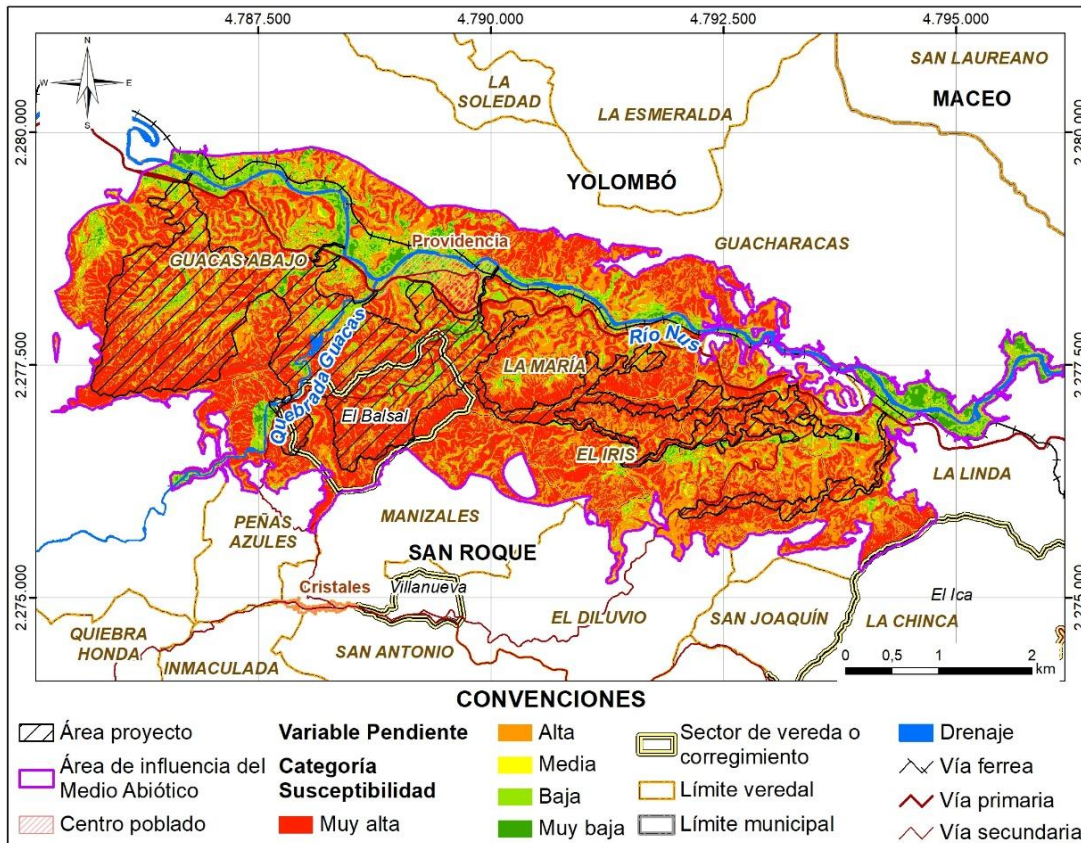 4.787.500
4.790.000
4.792.500
4.795.000
N
W
E
S
2.280.000
2.280.000
2.277.500
2.277.500
2.275.000
2.275.000
SAN LAUREANO
MACEO
LA
SOLEDAD
LA ESMERALDA
YOLOMBÓ
GUACHARACAS
Providencia
GUACAS ABAJO
Quebrada Guacas
Río Nus
LA MARÍA
El Balsal
EL IRIS
LA LINDA
PEÑAS
AZULES
MANIZALES
SAN ROQUE
Cristales
Villanueva
El Ica
QUIEBRA
HONDA
INMACULADA
SAN ANTONIO
EL DILUVIO
SAN JOAQUÍN
LA CHINCA
0 0,5 1 2
km
CONVENCIONES
Área proyecto
Área de influencia del
Medio Abiótico
Centro poblado
Variable Pendiente
Categoría
Susceptibilidad
Muy alta
Alta
Media
Baja
Muy baja
Sector de vereda o
corregimiento
Límite veredal
Límite municipal
Drenaje
Vía ferrea
Vía primaria
Vía secundaria